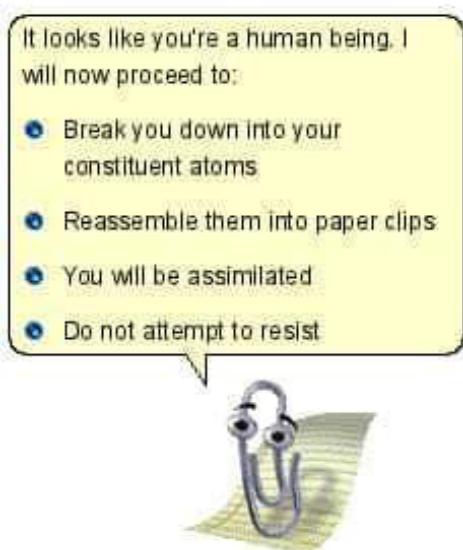 It looks like you're a human being. I
will now proceed to:
Break you down into your
constituent atoms
Reassemble them into paper clips
You will be assimilated
Do not attempt to resist